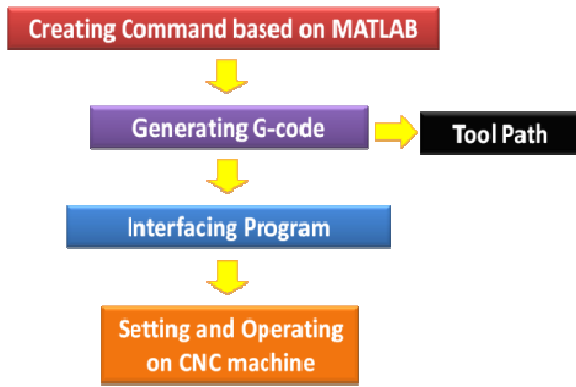 Creating Command based on MATLAB
Generating G-code
Tool Path
Interfacing Program
Setting and Operating
on CNC machine